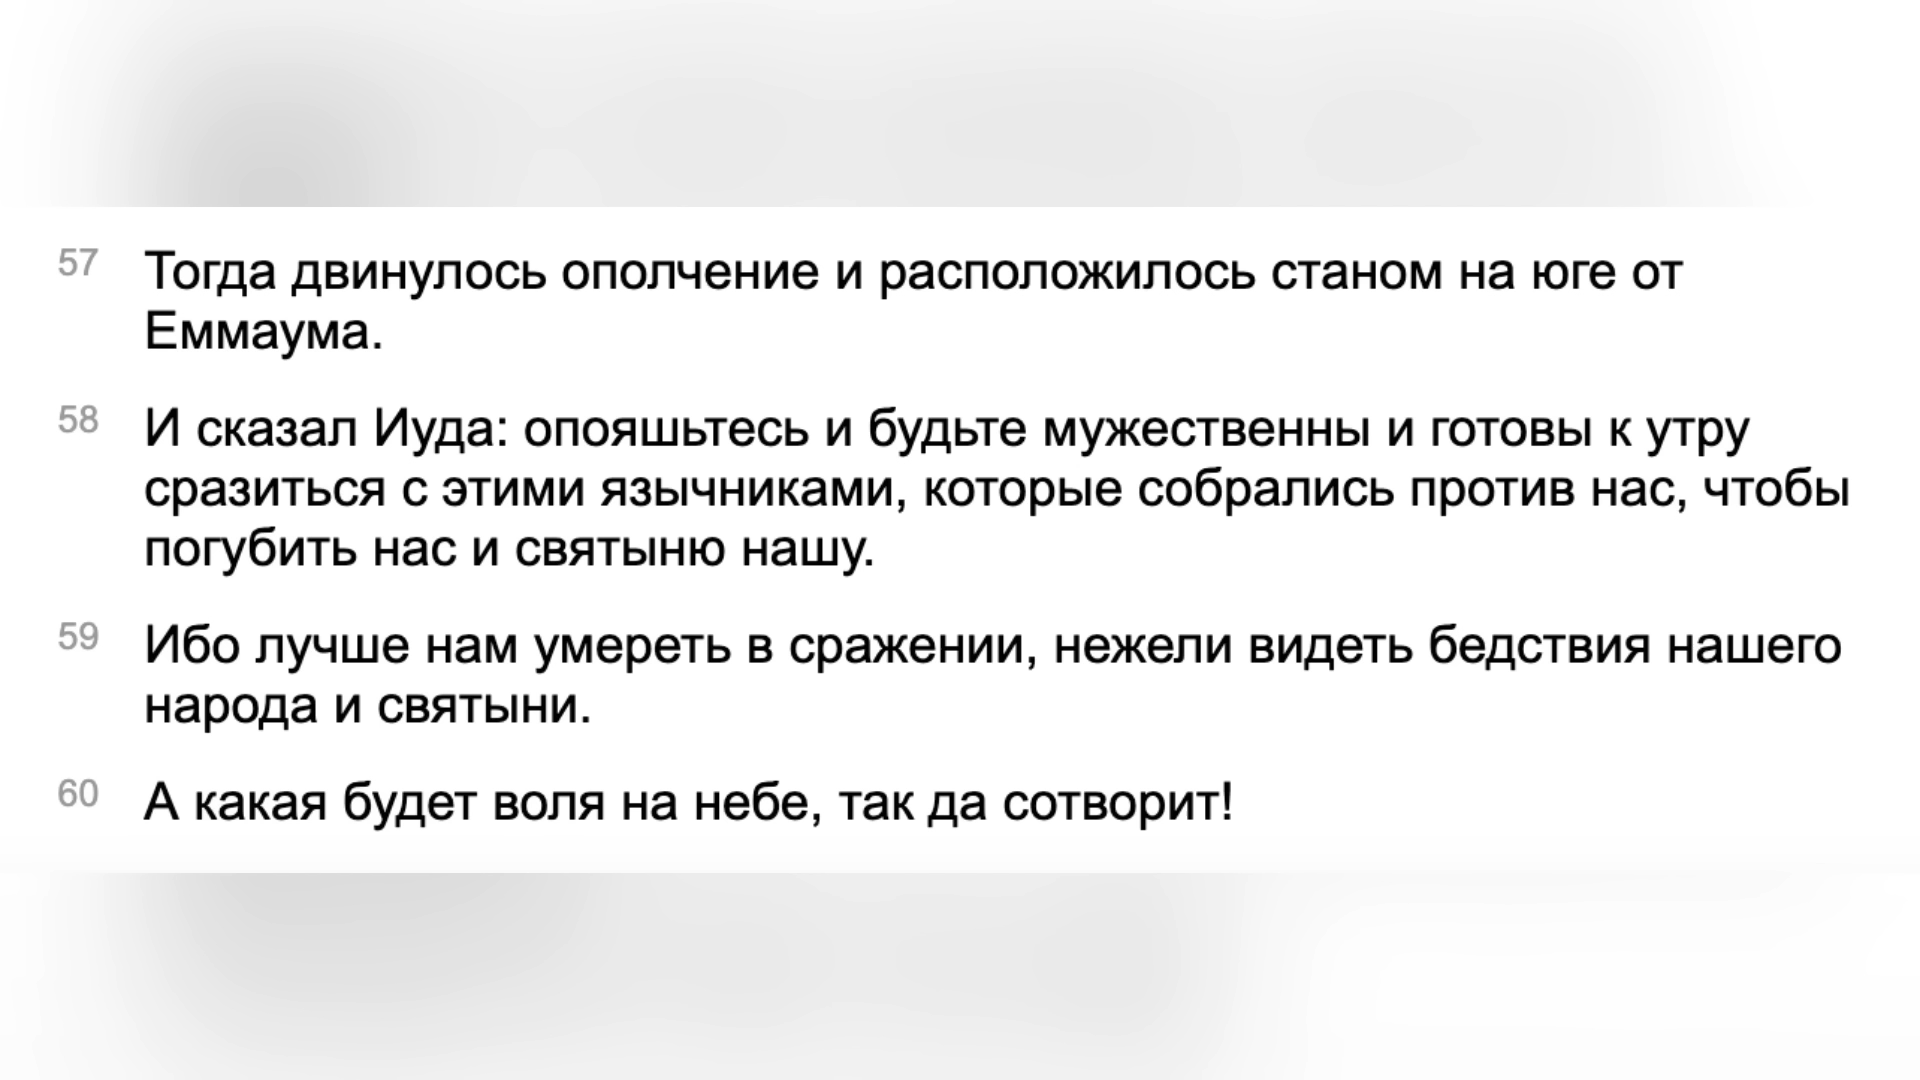 57 Тогда двинулось ополчение и расположилось станом на юге от
Еммаума.
58 И сказал Иуда: опояшьтесь и будьте мужественны и готовы к утру
сразиться с этими язычниками, которые собрались против нас, чтобы
погубить нас и святыню нашу.
59 Ибо лучше нам умереть в сражении, нежели видеть бедствия нашего
народа и святыни.
60 А какая будет воля на небе, так да сотворит!